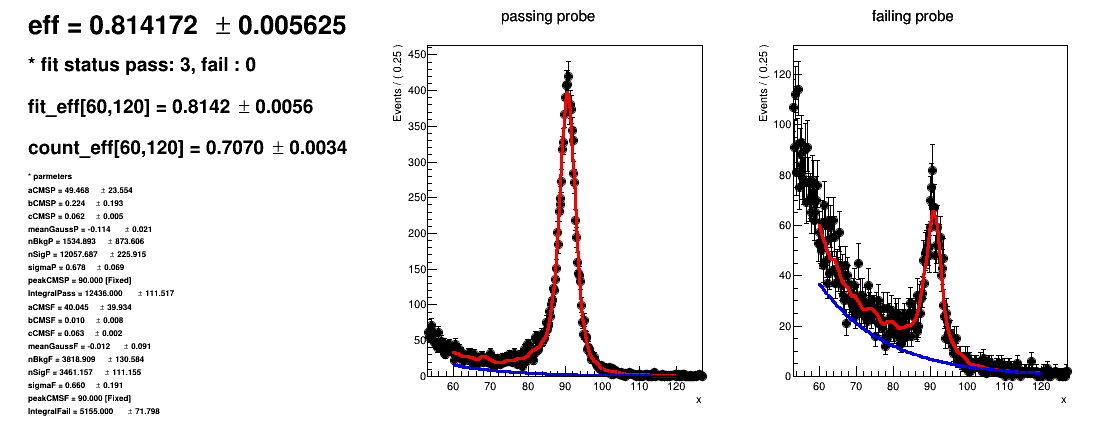 eff = 0.814172 ± 0.005625
* fit status pass: 3, fail : 0
fit_eff[60,120] = 0.8142 ± 0.0056
count_eff[60,120] = 0.7070 ± 0.0034
* parmeters
aCMSP = 49.468 ± 23.554
bCMSP = 0.224 ± 0.193
cCMSP = 0.062 ± 0.005
meanGaussP = -0.114 ± 0.021
nBkgP = 1534.893 ± 873.606
nSigP = 12057.687 ± 225.915
sigmaP = 0.678 ± 0.069
peakCMSP = 90.000 [Fixed]
IntegralPass = 12436.000 ± 111.517
aCMSF = 40.045 ± 39.934
bCMSF = 0.010 ± 0.008
cCMSF = 0.063 ± 0.002
meanGaussF = -0.012 ± 0.091
nBkgF = 3818.909 ± 130.584
nSigF = 3461.157 ± 111.155
sigmaF = 0.660 ± 0.191
peakCMSF = 90.000 [Fixed]
IntegralFail = 5155.000 ± 71.798
passing probe
Events / ( 0.25 )
450
400
350
300
250
200
150
100
50
0
60 70 80 90 100 110 120
x
failing probe
Events / ( 0.25 )
120
100
80
60
40
20
0
60 70 80 90 100 110 120
x